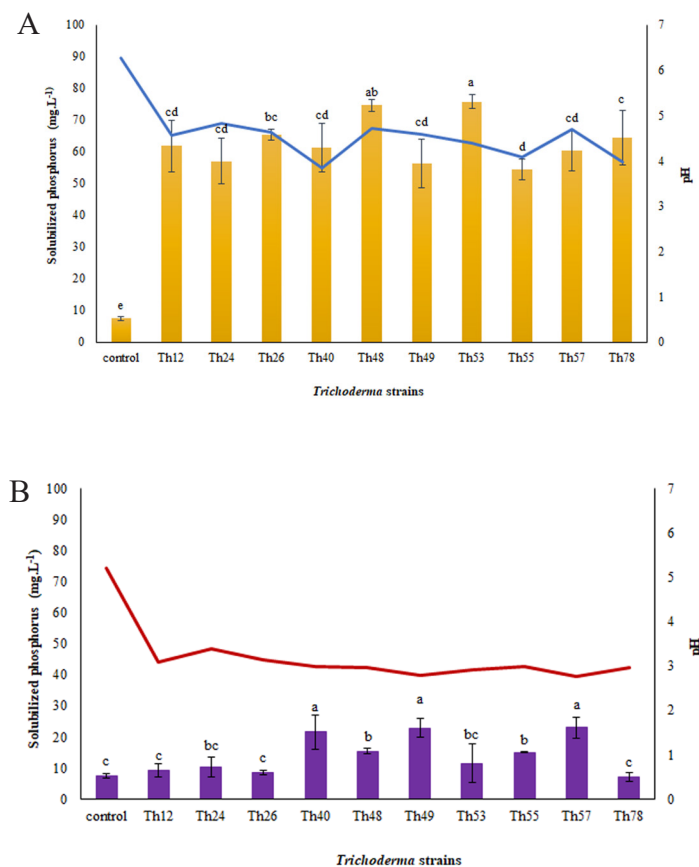 A
100
90
80
70
60
50
40
30
20
10
0
Solubilized phosphorus (mg.L-1)
7
6
5
4
3
2
1
0
pH
e
cd
cd
bc
cd
ab
cd
a
d
cd
c
control Th12 Th24 Th26 Th40 Th48 Th49 Th53 Th55 Th57 Th78
Trichoderma strains
B
100
90
80
70
60
50
40
30
20
10
0
Solubilized phosphorus (mg.L-1)
7
6
5
4
3
2
1
0
pH
c
c
bc
c
a
b
a
bc
b
a
c
control Th12 Th24 Th26 Th40 Th48 Th49 Th53 Th55 Th57 Th78
Trichoderma strains